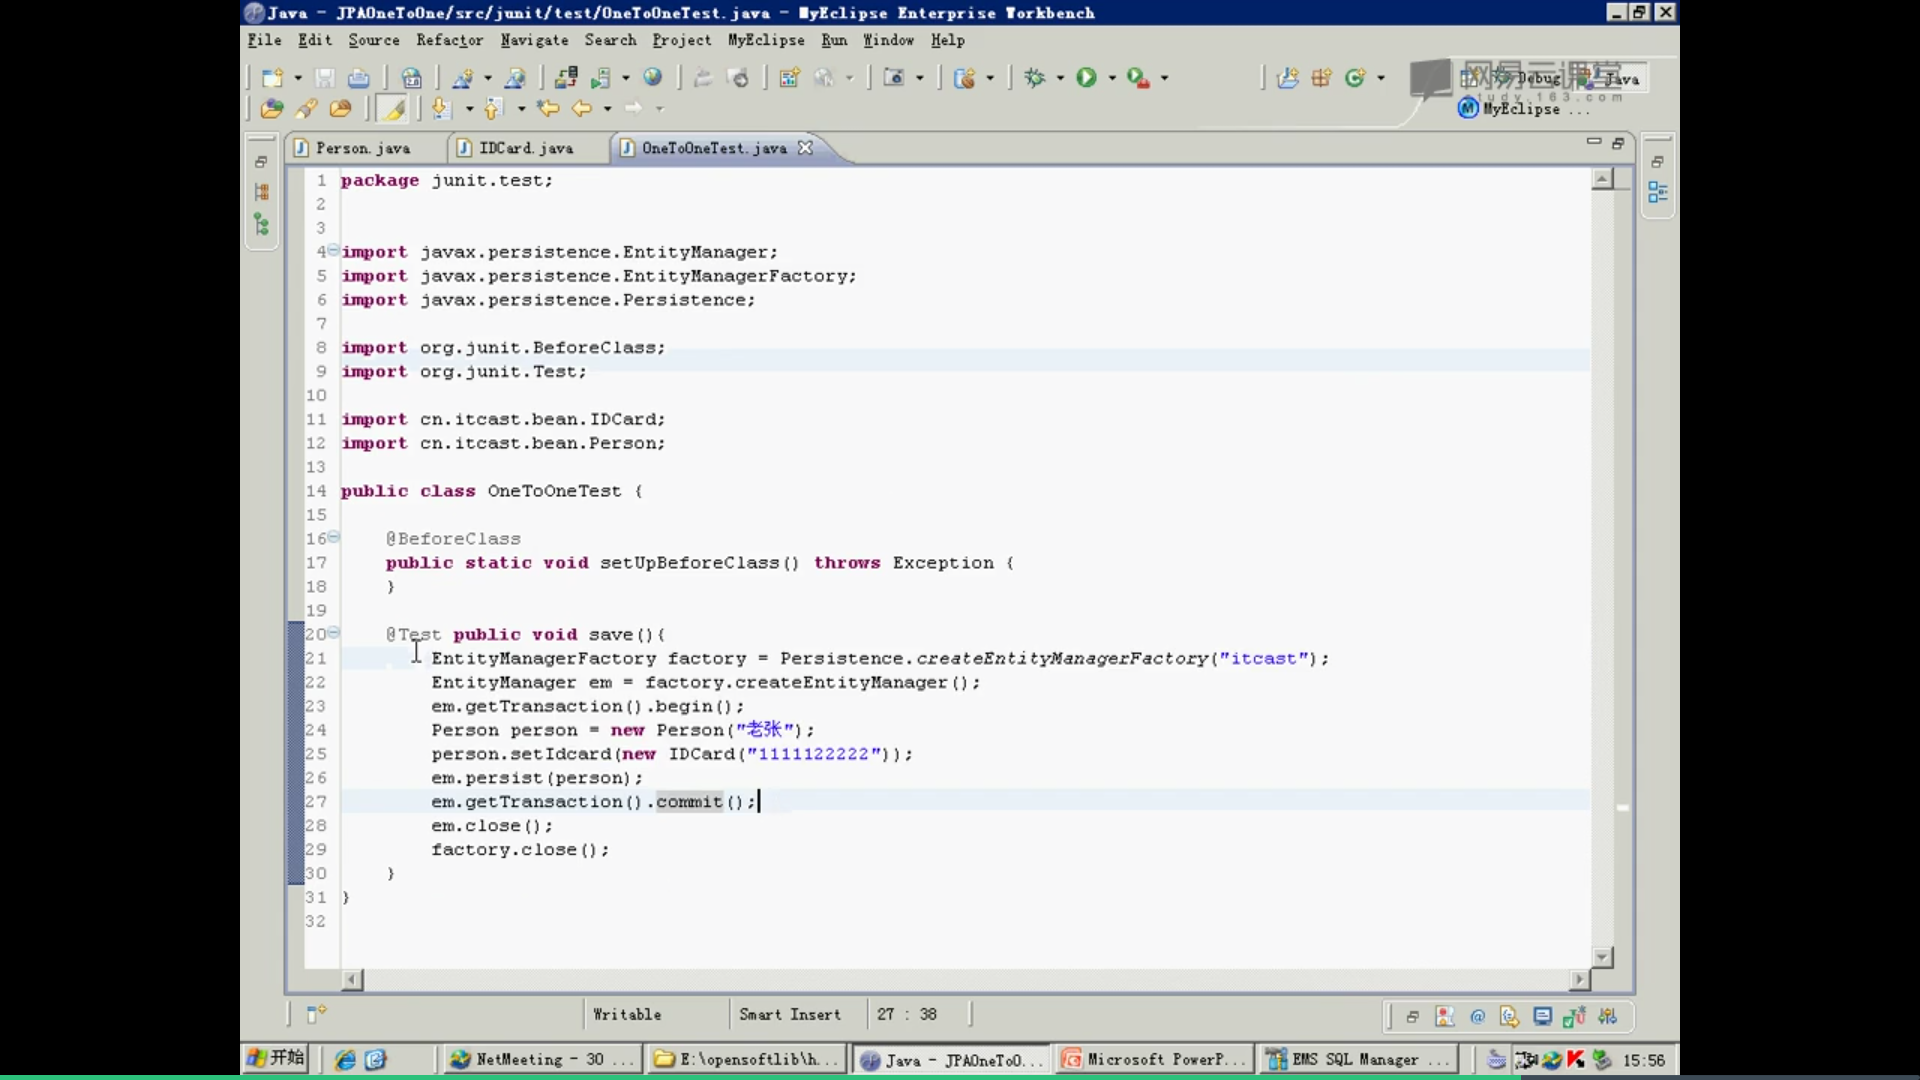 Java - JPAOneToOne/src/junit/test/OneToOneTest.java - MyEclipse Enterprise Workbench
File Edit Source Refactor Navigate Search Project MyEclipse Run Window Help
网易云课堂
Debug Java
study.163.com
MyEclipse ...
Person.java IDCard.java OneToOneTest.java
1 package junit.test;
2
3
4 import javax.persistence.EntityManager;
5 import javax.persistence.EntityManagerFactory;
6 import javax.persistence.Persistence;
7
8 import org.junit.BeforeClass;
9 import org.junit.Test;
10
11 import cn.itcast.bean.IDCard;
12 import cn.itcast.bean.Person;
13
14 public class OneToOneTest {
15
16 @BeforeClass
17 public static void setUpBeforeClass() throws Exception {
18 }
19
20 @Test public void save(){
21 EntityManagerFactory factory = Persistence.createEntityManagerFactory("itcast");
22 EntityManager em = factory.createEntityManager();
23 em.getTransaction().begin();
24 Person person = new Person("老张");
25 person.setIdcard(new IDCard("1111122222"));
26 em.persist(person);
27 em.getTransaction().commit();
28 em.close();
29 factory.close();
30 }
31 }
32
Writable Smart Insert 27 : 38
开始 NetMeeting - 30 ... E:\opensoftlib\h... Java - JPAOneToO... Microsoft PowerP... EMS SQL Manager ... 15:56